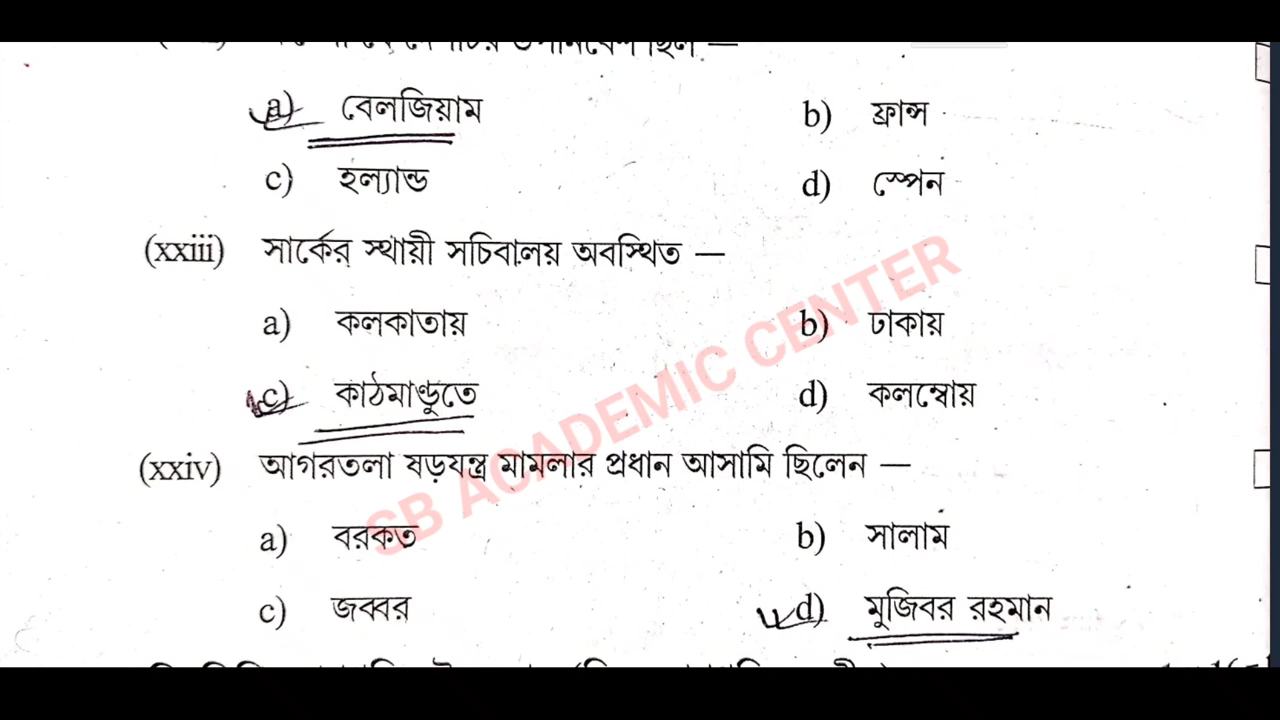 a) বেলজিয়াম b) ফ্রান্স
c) হল্যান্ড d) স্পেন
(xxiii) সার্কের স্থায়ী সচিবালয় অবস্থিত —
a) কলকাতায় b) ঢাকায়
c) কাঠমাণ্ডুতে d) কলম্বোয়
(xxiv) আগরতলা ষড়যন্ত্র মামলার প্রধান আসামি ছিলেন —
a) বরকত b) সালাম
c) জব্বর d) মুজিবর রহমান
SB ACADEMIC CENTER